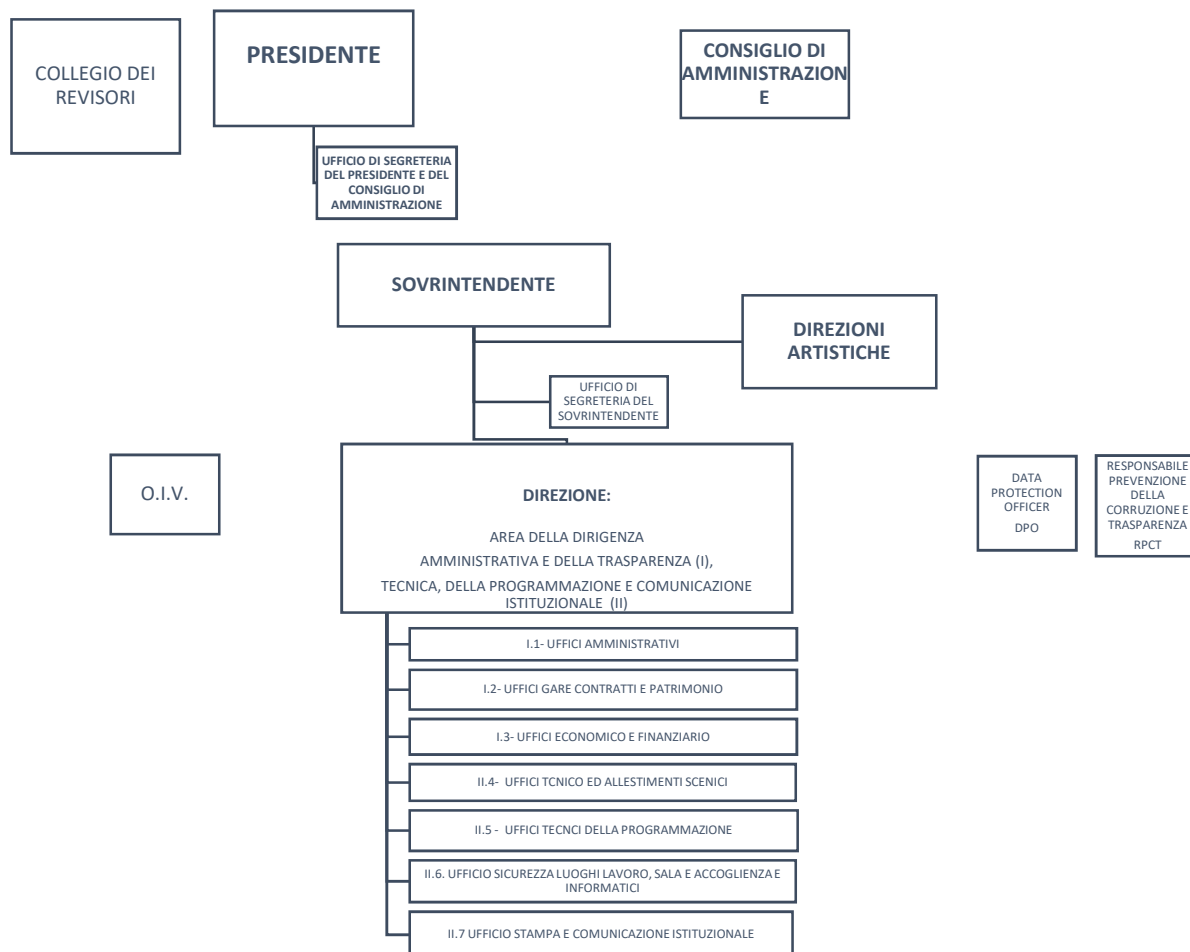 COLLEGIO DEI
REVISORI
PRESIDENTE
CONSIGLIO DI
AMMINISTRAZION
E
UFFICIO DI SEGRETERIA
DEL PRESIDENTE E DEL
CONSIGLIO DI
AMMINISTRAZIONE
SOVRINTENDENTE
DIREZIONI
ARTISTICHE
UFFICIO DI
SEGRETERIA DEL
SOVRINTENDENTE
O.I.V.
DIREZIONE:
AREA DELLA DIRIGENZA
AMMINISTRATIVA E DELLA TRASPARENZA (I),
TECNICA, DELLA PROGRAMMAZIONE E COMUNICAZIONE
ISTITUZIONALE (II)
DATA
PROTECTION
OFFICER
DPO
RESPONSABILE
PREVENZIONE
DELLA
CORRUZIONE E
TRASPARENZA
RPCT
I.1- UFFICI AMMINISTRATIVI
I.2- UFFICI GARE CONTRATTI E PATRIMONIO
I.3- UFFICI ECONOMICO E FINANZIARIO
II.4- UFFICI TCNICO ED ALLESTIMENTI SCENICI
II.5 - UFFICI TECNCI DELLA PROGRAMMAZIONE
II.6. UFFICIO SICUREZZA LUOGHI LAVORO, SALA E ACCOGLIENZA E
INFORMATICI
II.7 UFFICIO STAMPA E COMUNICAZIONE ISTITUZIONALE